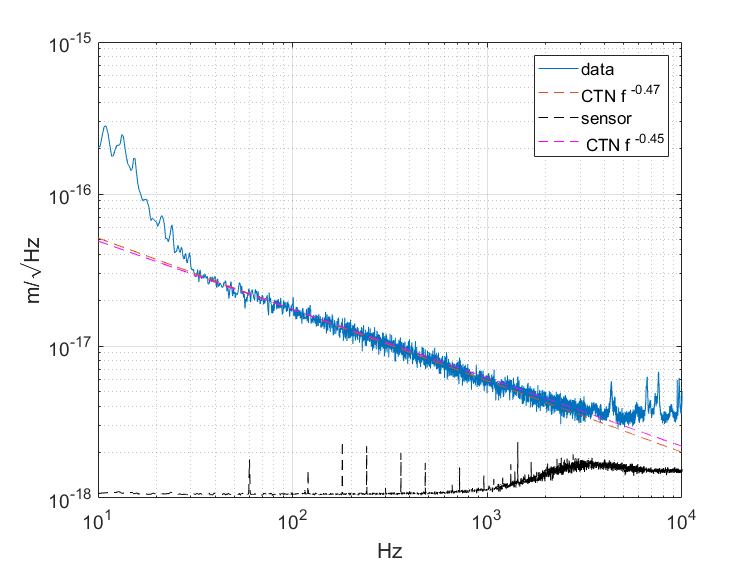 10^-15
10^-16
10^-17
10^-18
m/√Hz
data
CTN f^-0.47
sensor
CTN f^-0.45
10^1
10^2
10^3
10^4
Hz